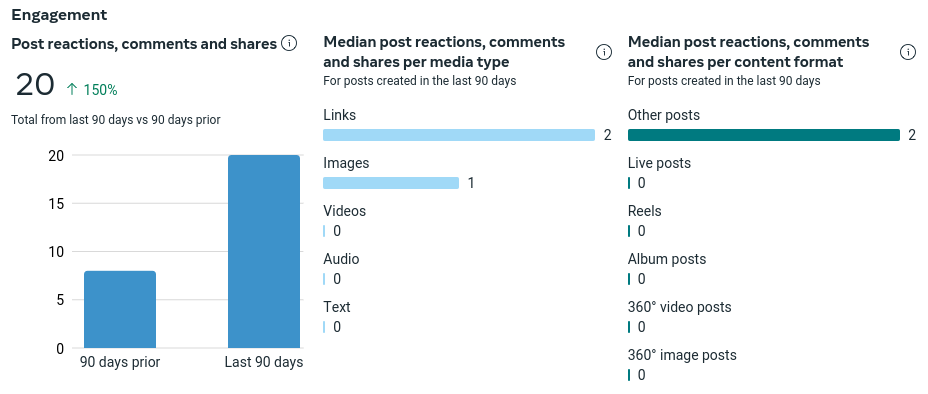 Engagement
Post reactions, comments and shares
20 ↑ 150%
Total from last 90 days vs 90 days prior
20
15
10
5
0
90 days prior
Last 90 days
Median post reactions, comments
and shares per media type
For posts created in the last 90 days
Links
2
Images
1
Videos
0
Audio
0
Text
0
Median post reactions, comments
and shares per content format
For posts created in the last 90 days
Other posts
2
Live posts
0
Reels
0
Album posts
0
360° video posts
0
360° image posts
0